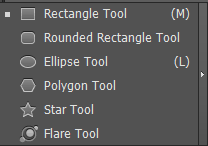 Rectangle Tool (M)
Rounded Rectangle Tool
Ellipse Tool (L)
Polygon Tool
Star Tool
Flare Tool